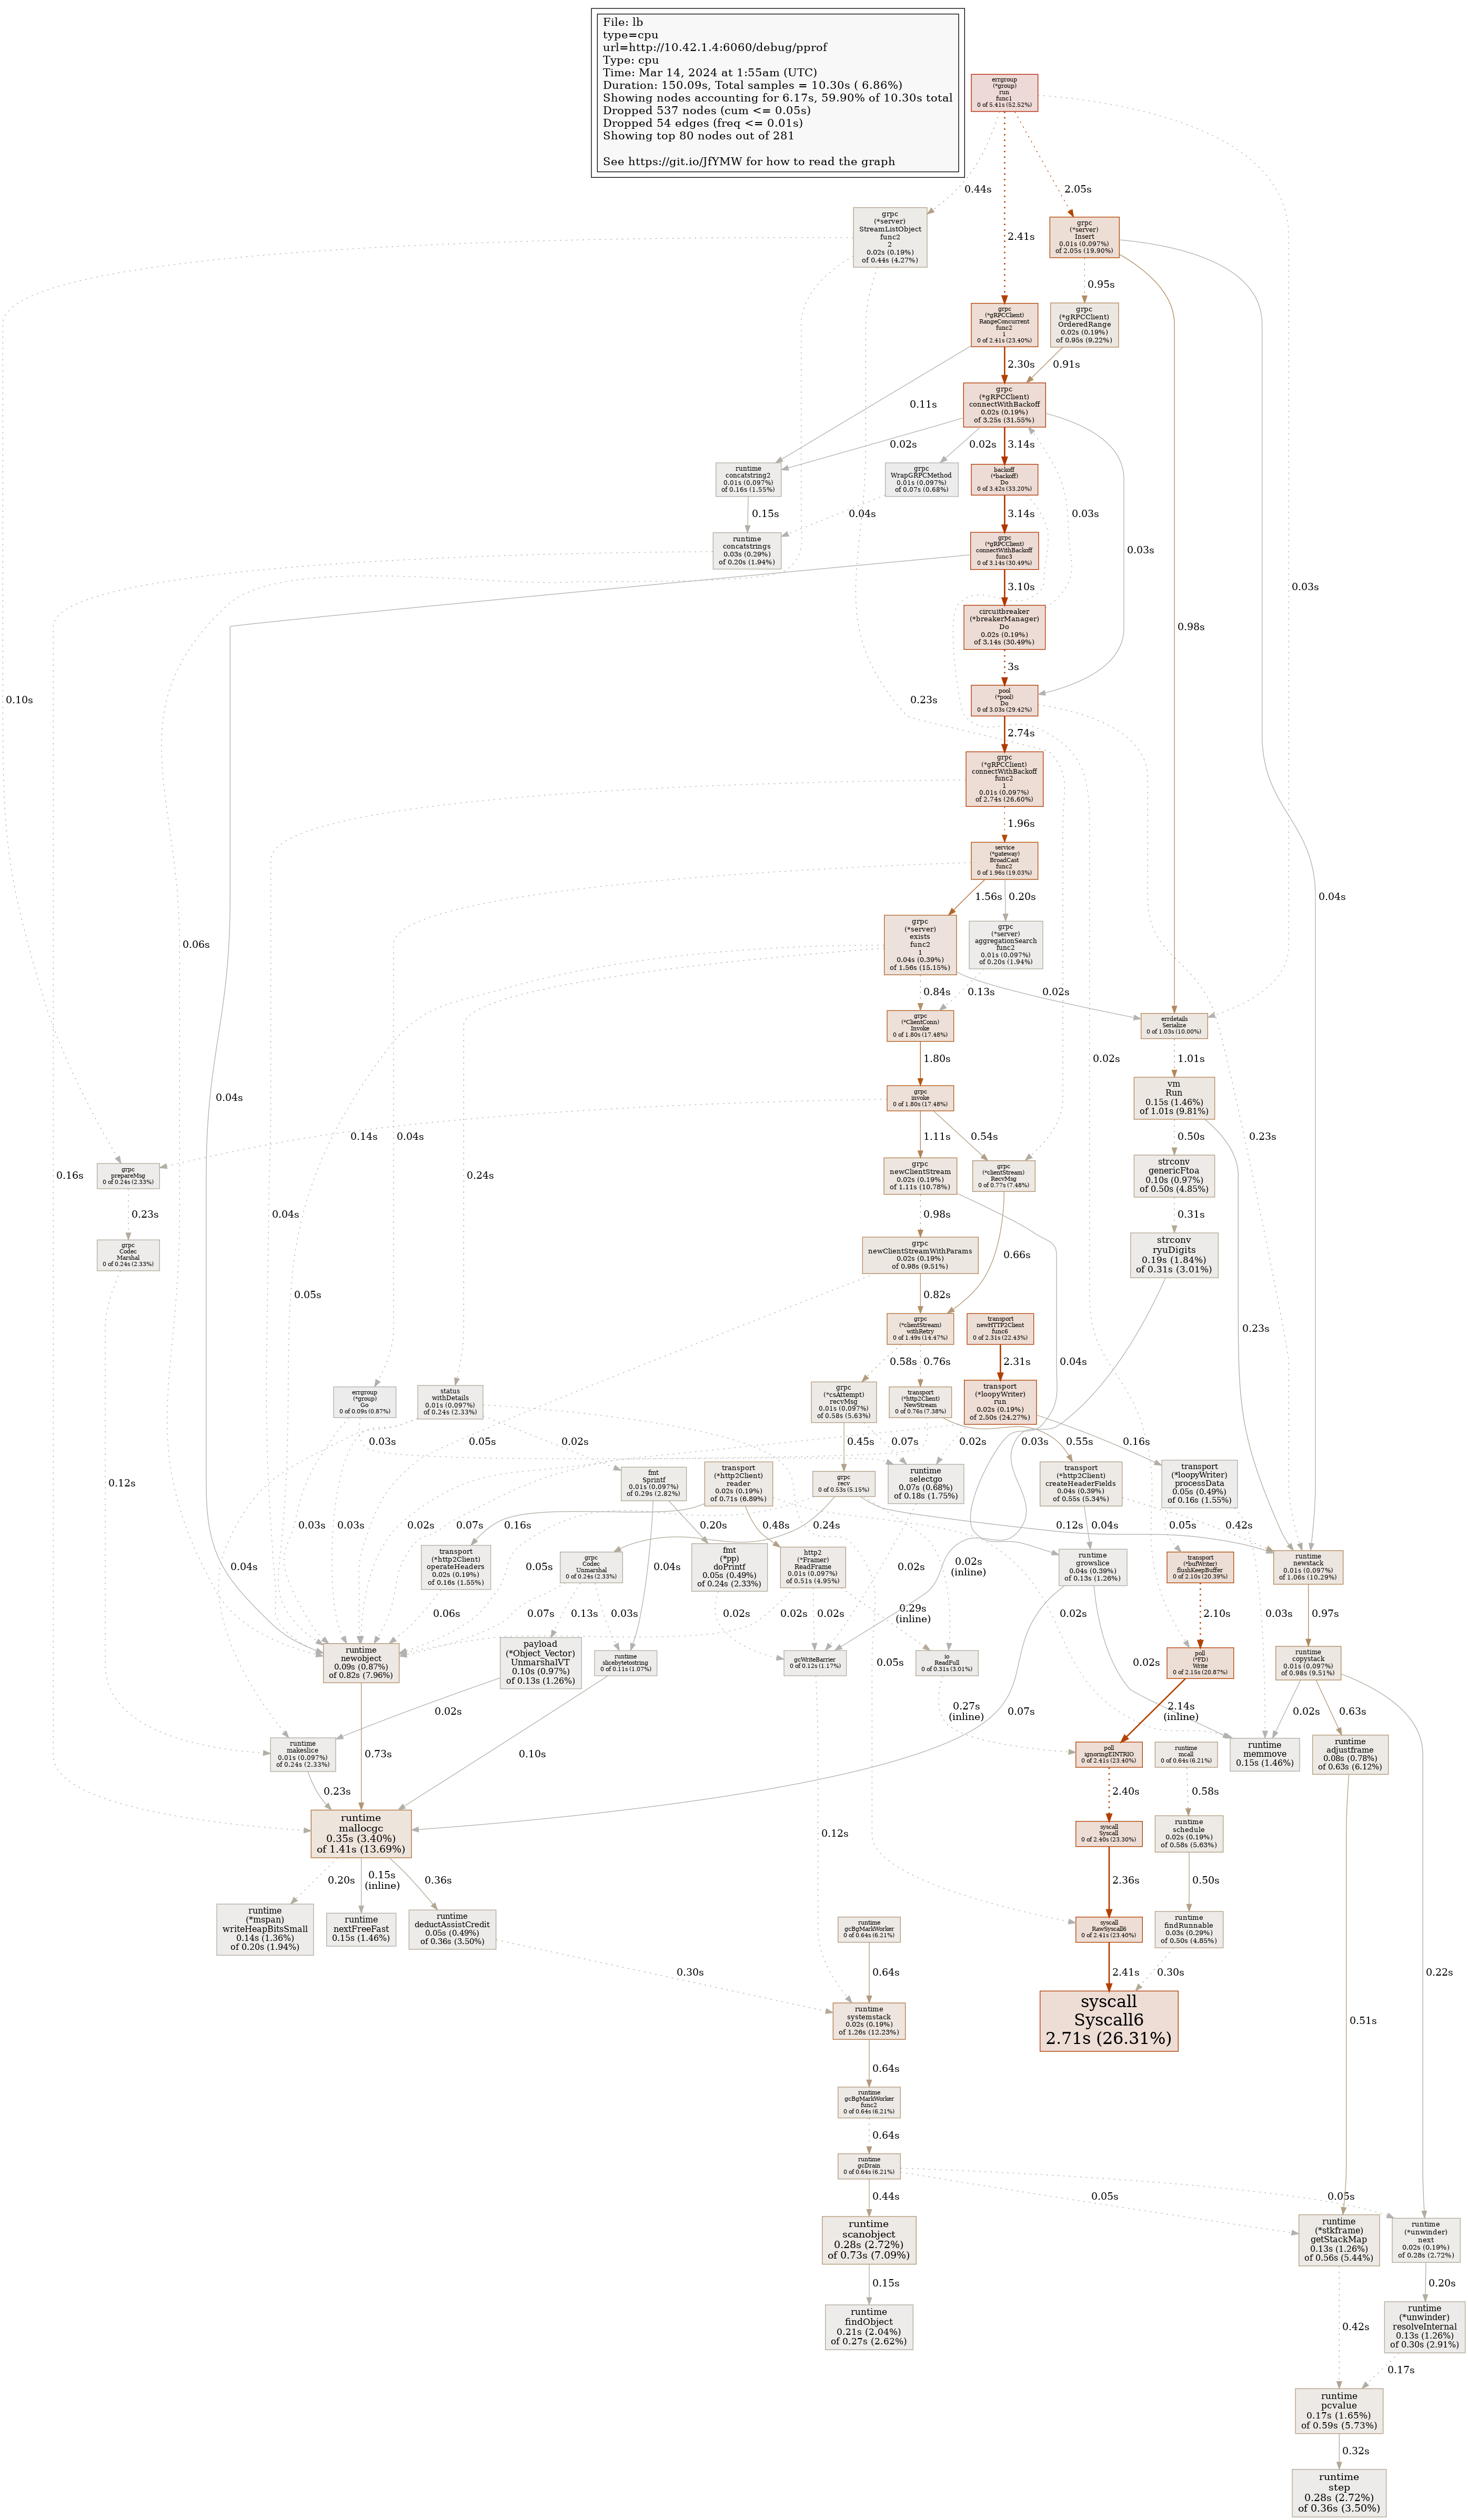 File: lb
type=cpu
url=http://10.42.1.4:6060/debug/pprof
Type: cpu
Time: Mar 14, 2024 at 1:55am (UTC)
Duration: 150.09s, Total samples = 10.30s ( 6.86%)
Showing nodes accounting for 6.17s, 59.90% of 10.30s total
Dropped 537 nodes (cum <= 0.05s)
Dropped 54 edges (freq <= 0.01s)
Showing top 80 nodes out of 281
See https://git.io/JfYMW for how to read the graph
errgroup
(*group)
run
func1
0 of 5.41s (52.52%)
0.44s
2.41s
2.05s
0.03s
grpc
(*server)
StreamListObject
func2
2
0.02s (0.19%)
of 0.44s (4.27%)
grpc
(*server)
Insert
0.01s (0.097%)
of 2.05s (19.90%)
0.10s
0.06s
0.23s
0.95s
0.98s
0.04s
grpc
(*gRPCClient)
RangeConcurrent
func2
1
0 of 2.41s (23.40%)
grpc
(*gRPCClient)
OrderedRange
0.02s (0.19%)
of 0.95s (9.22%)
0.11s
2.30s
0.91s
grpc
(*gRPCClient)
connectWithBackoff
0.02s (0.19%)
of 3.25s (31.55%)
0.02s
0.02s
3.14s
0.03s
runtime
concatstring2
0.01s (0.097%)
of 0.16s (1.55%)
grpc
WrapGRPCMethod
0.01s (0.097%)
of 0.07s (0.68%)
backoff
(*backoff)
Do
0 of 3.42s (33.20%)
0.15s
0.04s
3.14s
0.03s
0.02s
runtime
concatstrings
0.03s (0.29%)
of 0.20s (1.94%)
grpc
(*gRPCClient)
connectWithBackoff
func3
0 of 3.14s (30.49%)
0.16s
0.04s
3.10s
circuitbreaker
(*breakerManager)
Do
0.02s (0.19%)
of 3.14s (30.49%)
3s
pool
(*pool)
Do
0 of 3.03s (29.42%)
2.74s
0.23s
grpc
(*gRPCClient)
connectWithBackoff
func2
1
0.01s (0.097%)
of 2.74s (26.60%)
0.04s
1.96s
service
(*gateway)
BroadCast
func2
0 of 1.96s (19.03%)
0.04s
1.56s
0.20s
grpc
(*server)
exists
func2
1
0.04s (0.39%)
of 1.56s (15.15%)
grpc
(*server)
aggregationSearch
func2
0.01s (0.097%)
of 0.20s (1.94%)
0.05s
0.24s
0.84s
0.13s
0.02s
grpc
(*ClientConn)
Invoke
0 of 1.80s (17.48%)
errdetails
Serialize
0 of 1.03s (10.00%)
1.80s
1.01s
grpc
invoke
0 of 1.80s (17.48%)
vm
Run
0.15s (1.46%)
of 1.01s (9.81%)
0.14s
1.11s
0.54s
0.50s
0.23s
grpc
prepareMsg
0 of 0.24s (2.33%)
grpc
newClientStream
0.02s (0.19%)
of 1.11s (10.78%)
grpc
(*clientStream)
RecvMsg
0 of 0.77s (7.48%)
strconv
genericFtoa
0.10s (0.97%)
of 0.50s (4.85%)
0.23s
0.98s
0.04s
0.66s
0.31s
grpc
Codec
Marshal
0 of 0.24s (2.33%)
grpc
newClientStreamWithParams
0.02s (0.19%)
of 0.98s (9.51%)
strconv
ryuDigits
0.19s (1.84%)
of 0.31s (3.01%)
0.12s
0.05s
0.82s
0.03s
grpc
(*clientStream)
withRetry
0 of 1.49s (14.47%)
transport
newHTTP2Client
func6
0 of 2.31s (22.43%)
0.58s
0.76s
2.31s
errgroup
(*group)
Go
0 of 0.09s (0.87%)
status
withDetails
0.01s (0.097%)
of 0.24s (2.33%)
grpc
(*csAttempt)
recvMsg
0.01s (0.097%)
of 0.58s (5.63%)
transport
(*http2Client)
NewStream
0 of 0.76s (7.38%)
transport
(*loopyWriter)
run
0.02s (0.19%)
of 2.50s (24.27%)
0.03s
0.02s
0.45s
0.07s
0.02s
0.55s
0.16s
fmt
Sprintf
0.01s (0.097%)
of 0.29s (2.82%)
transport
(*http2Client)
reader
0.02s (0.19%)
of 0.71s (6.89%)
grpc
recv
0 of 0.53s (5.15%)
runtime
selectgo
0.07s (0.68%)
of 0.18s (1.75%)
transport
(*http2Client)
createHeaderFields
0.04s (0.39%)
of 0.55s (5.34%)
transport
(*loopyWriter)
processData
0.05s (0.49%)
of 0.16s (1.55%)
0.03s
0.03s
0.02s
0.07s
0.16s
0.20s
0.48s
0.24s
0.12s
0.04s
0.05s
0.42s
transport
(*http2Client)
operateHeaders
0.02s (0.19%)
of 0.16s (1.55%)
grpc
Codec
Unmarshal
0 of 0.24s (2.33%)
fmt
(*pp)
doPrintf
0.05s (0.49%)
of 0.24s (2.33%)
http2
(*Framer)
ReadFrame
0.01s (0.097%)
of 0.51s (4.95%)
runtime
growslice
0.04s (0.39%)
of 0.13s (1.26%)
transport
(*bufWriter)
flushKeepBuffer
0 of 2.10s (20.39%)
runtime
newstack
0.01s (0.097%)
of 1.06s (10.29%)
0.04s
0.05s
0.04s
0.02s
0.02s
(inline)
0.06s
0.07s
0.13s
0.03s
0.02s
0.02s
0.02s
0.29s
(inline)
0.02s
2.10s
0.03s
0.97s
runtime
newobject
0.09s (0.87%)
of 0.82s (7.96%)
payload
(*Object_Vector)
UnmarshalVT
0.10s (0.97%)
of 0.13s (1.26%)
runtime
slicebytetostring
0 of 0.11s (1.07%)
gcWriteBarrier
0 of 0.12s (1.17%)
io
ReadFull
0 of 0.31s (3.01%)
poll
(*FD)
Write
0 of 2.15s (20.87%)
runtime
copystack
0.01s (0.097%)
of 0.98s (9.51%)
0.05s
0.02s
0.27s
(inline)
0.02s
2.14s
(inline)
0.02s
0.63s
runtime
makeslice
0.01s (0.097%)
of 0.24s (2.33%)
0.73s
0.10s
0.07s
poll
ignoringEINTRIO
0 of 2.41s (23.40%)
runtime
mcall
0 of 0.64s (6.21%)
runtime
memmove
0.15s (1.46%)
runtime
adjustframe
0.08s (0.78%)
of 0.63s (6.12%)
0.23s
2.40s
0.58s
runtime
mallocgc
0.35s (3.40%)
of 1.41s (13.69%)
0.12s
syscall
Syscall
0 of 2.40s (23.30%)
runtime
schedule
0.02s (0.19%)
of 0.58s (5.63%)
0.20s
0.15s
(inline)
0.36s
2.36s
0.50s
runtime
(*mspan)
writeHeapBitsSmall
0.14s (1.36%)
of 0.20s (1.94%)
runtime
nextFreeFast
0.15s (1.46%)
runtime
deductAssistCredit
0.05s (0.49%)
of 0.36s (3.50%)
runtime
gcBgMarkWorker
0 of 0.64s (6.21%)
syscall
RawSyscall6
0 of 2.41s (23.40%)
runtime
findRunnable
0.03s (0.29%)
of 0.50s (4.85%)
0.30s
0.64s
2.41s
0.30s
0.22s
runtime
systemstack
0.02s (0.19%)
of 1.26s (12.23%)
syscall
Syscall6
2.71s (26.31%)
0.51s
0.64s
runtime
gcBgMarkWorker
func2
0 of 0.64s (6.21%)
0.64s
runtime
gcDrain
0 of 0.64s (6.21%)
0.44s
0.05s
0.05s
runtime
scanobject
0.28s (2.72%)
of 0.73s (7.09%)
runtime
(*stkframe)
getStackMap
0.13s (1.26%)
of 0.56s (5.44%)
runtime
(*unwinder)
next
0.02s (0.19%)
of 0.28s (2.72%)
0.15s
0.20s
runtime
findObject
0.21s (2.04%)
of 0.27s (2.62%)
0.42s
runtime
(*unwinder)
resolveInternal
0.13s (1.26%)
of 0.30s (2.91%)
0.17s
runtime
pcvalue
0.17s (1.65%)
of 0.59s (5.73%)
0.32s
runtime
step
0.28s (2.72%)
of 0.36s (3.50%)